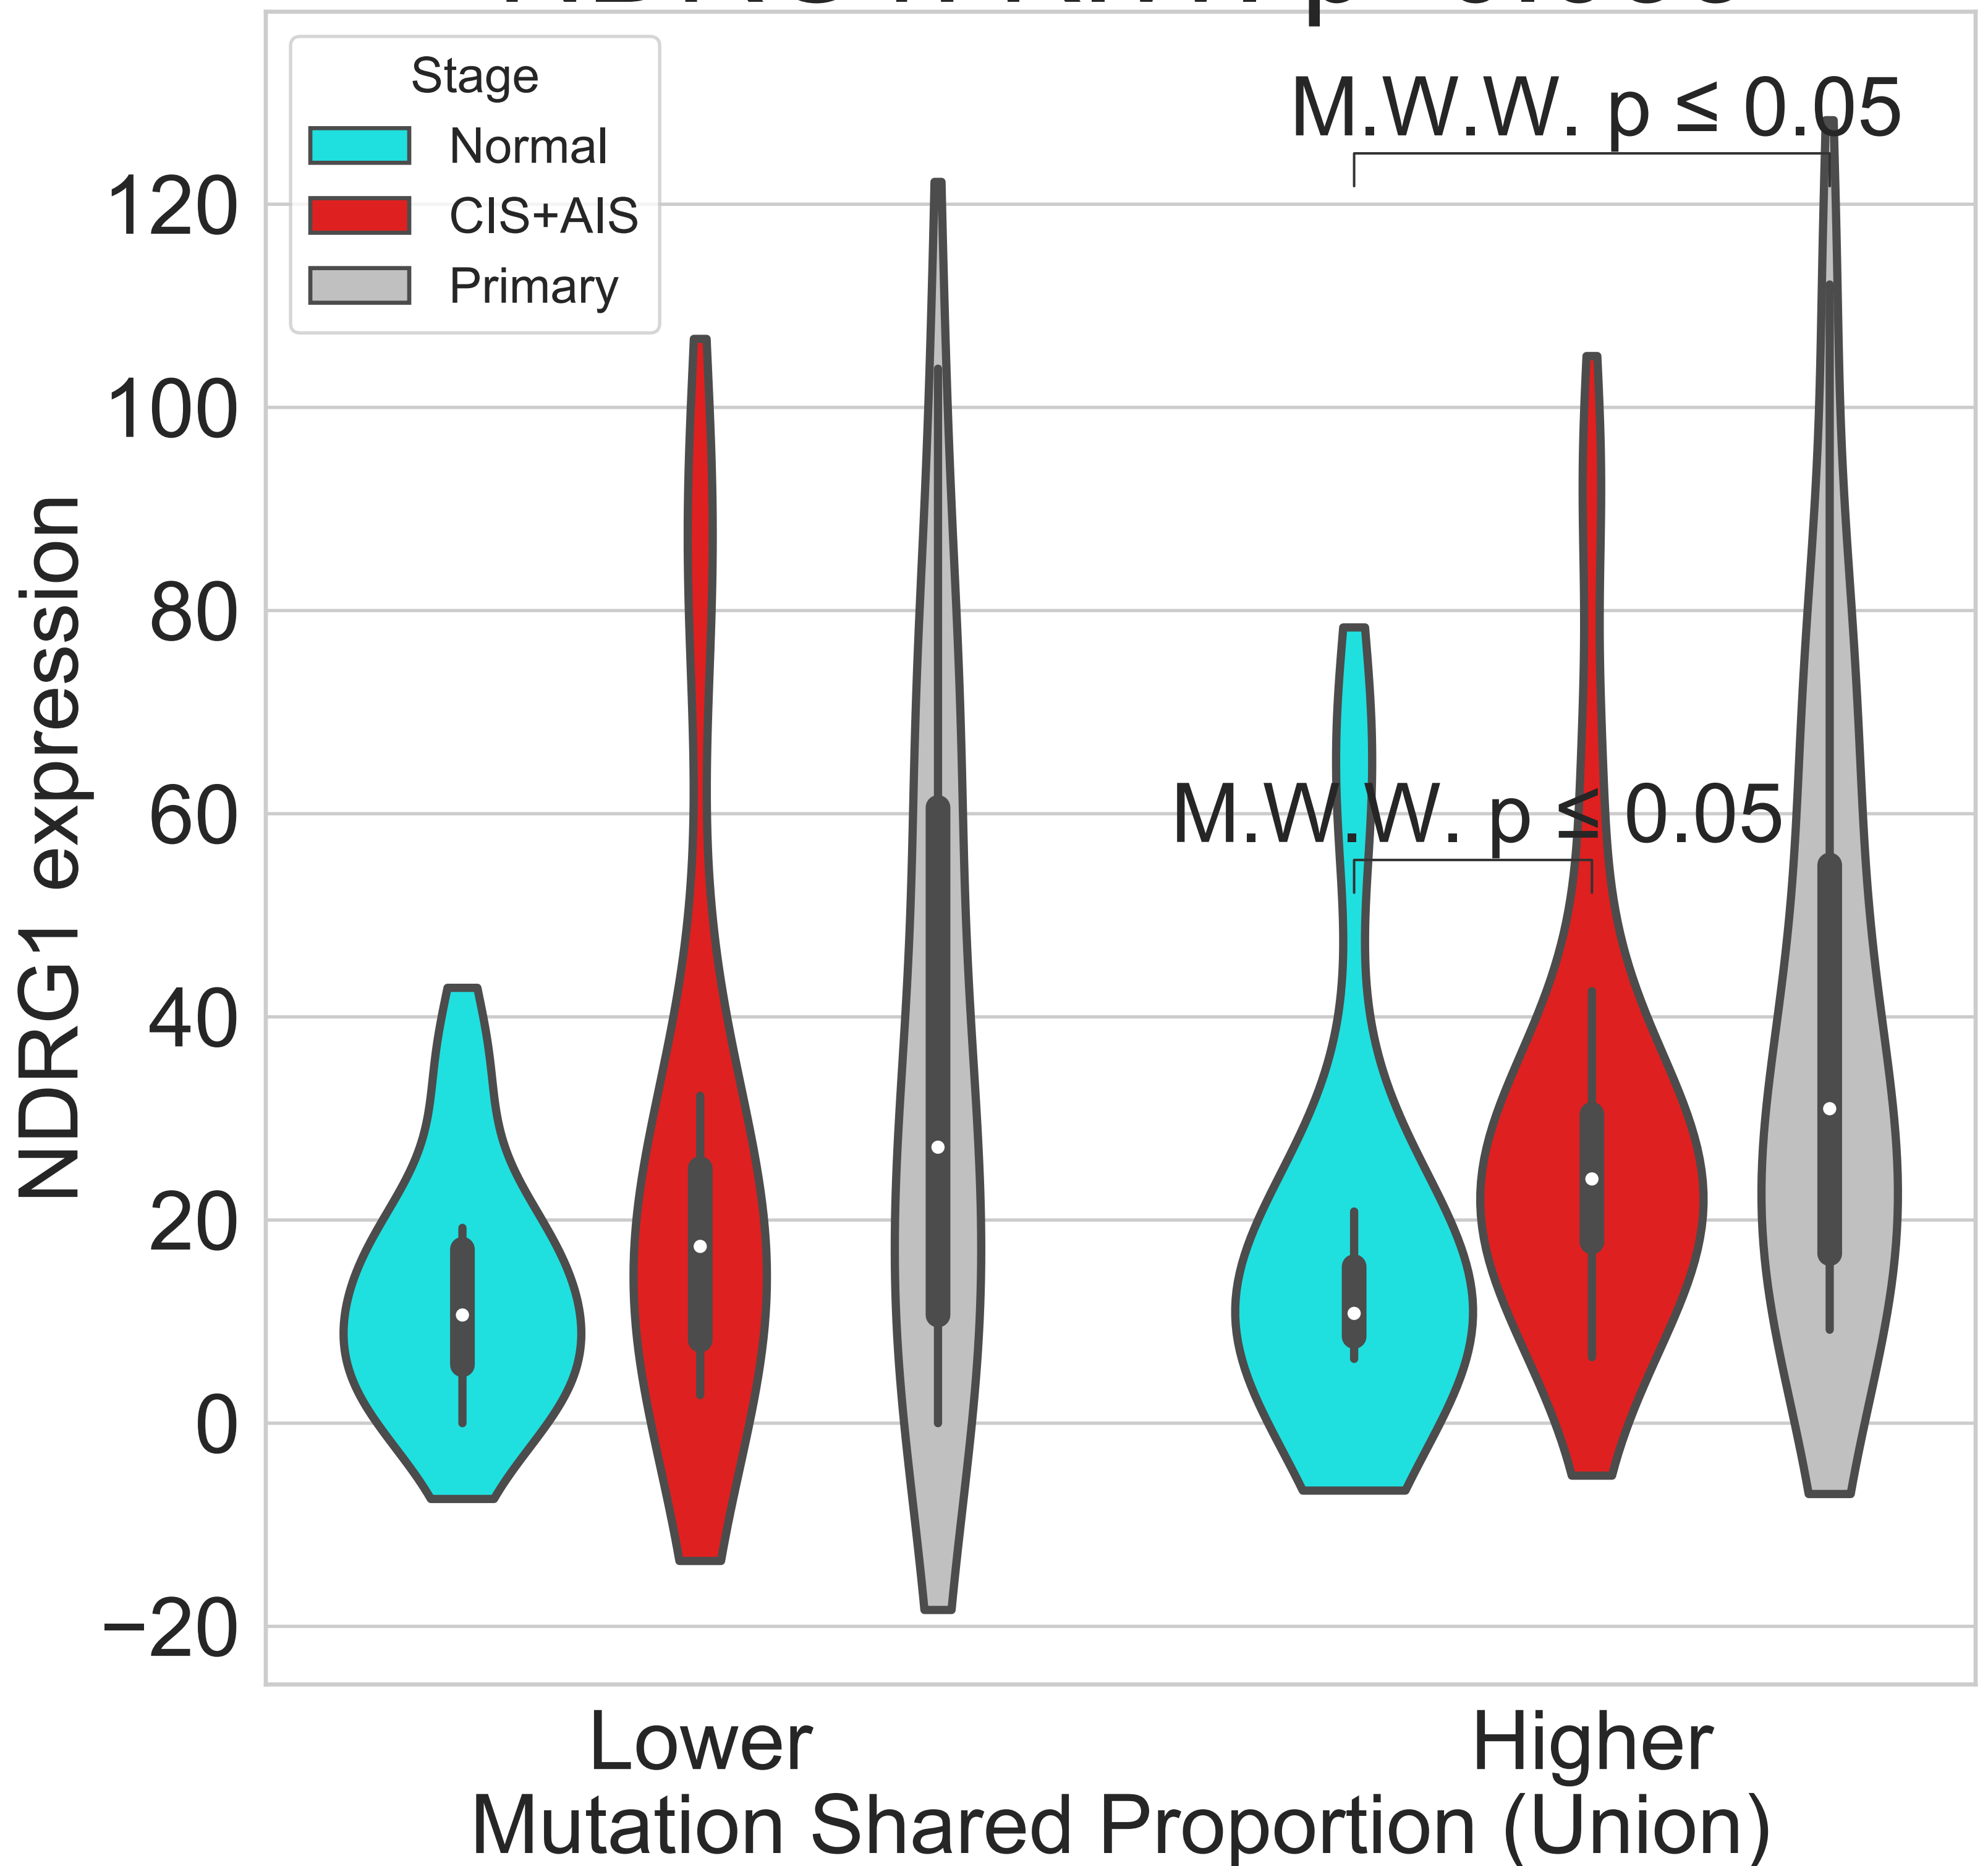 Stage
Normal
CIS+AIS
Primary
M.W.W. p ≤ 0.05
M.W.W. p ≤ 0.05
120
100
80
60
40
20
0
−20
NDRG1 expression
Lower
Higher
Mutation Shared Proportion (Union)